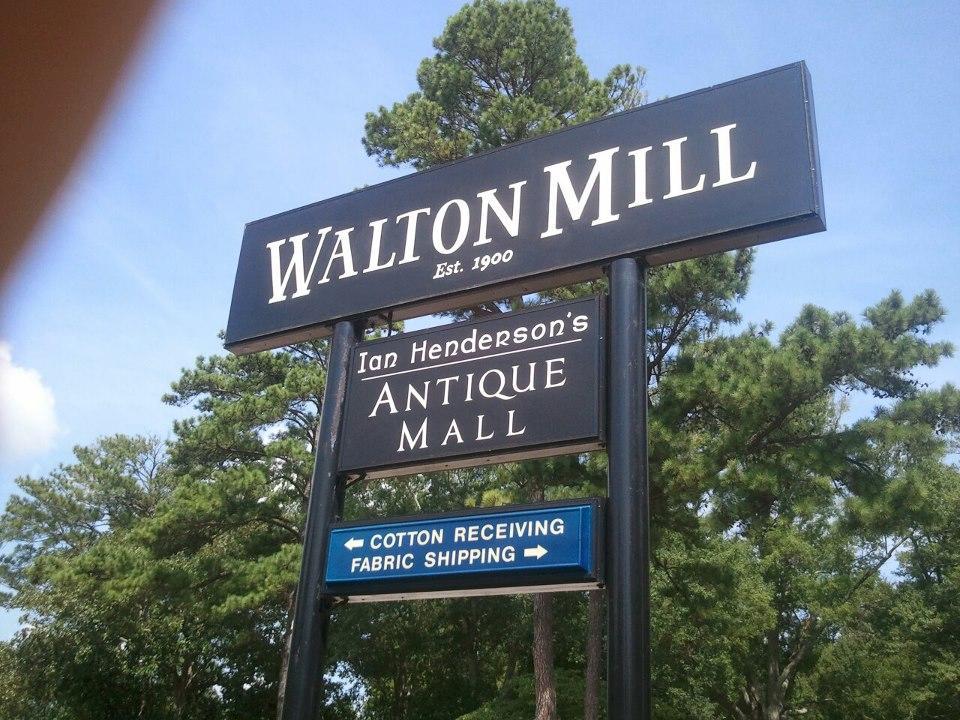 WALTON MILL
Est. 1900
Ian Henderson's
ANTIQUE
MALL
← COTTON RECEIVING
FABRIC SHIPPING →